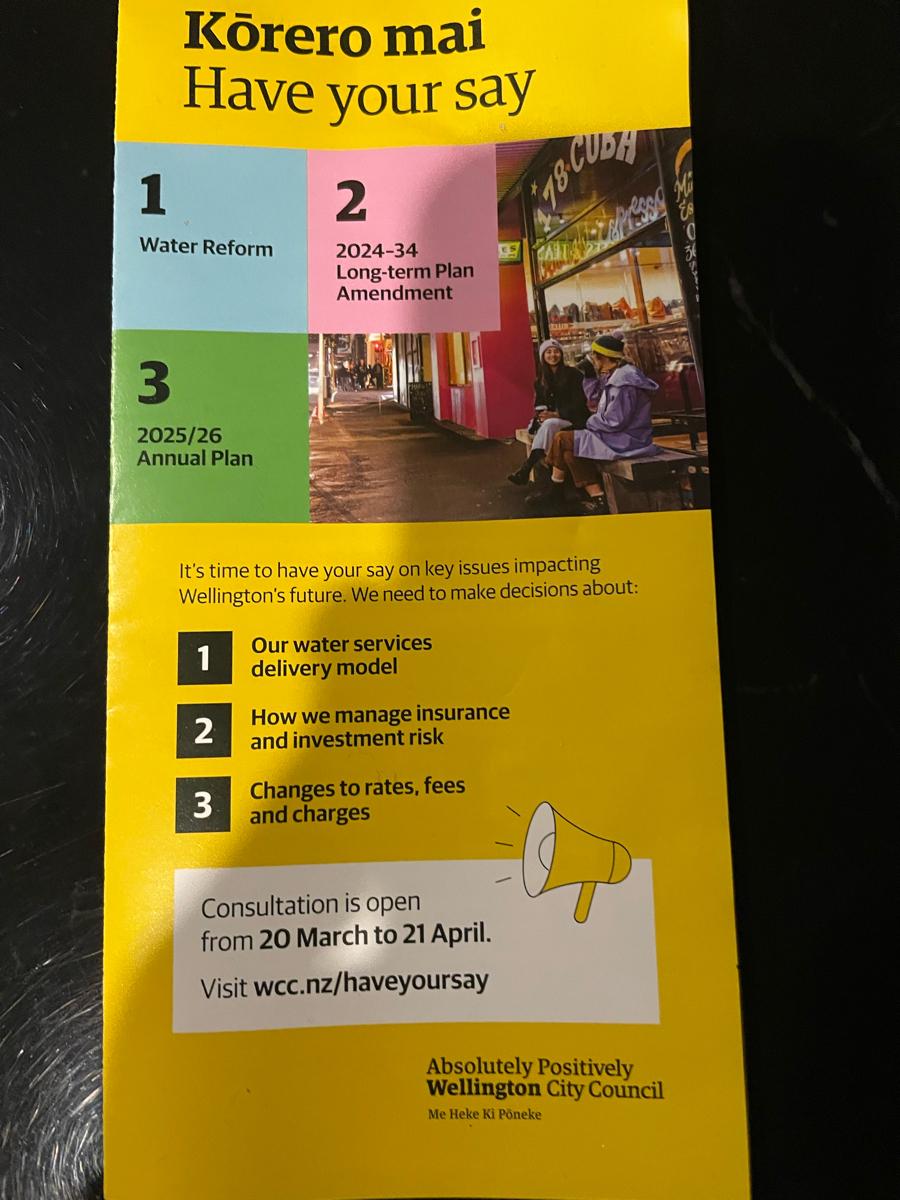 Kōrero mai
Have your say
1
Water Reform
2
2024–34
Long-term Plan
Amendment
178·CUBA
3
2025/26
Annual Plan
It's time to have your say on key issues impacting
Wellington's future. We need to make decisions about:
1
Our water services
delivery model
2
How we manage insurance
and investment risk
3
Changes to rates, fees
and charges
Consultation is open
from 20 March to 21 April.
Visit wcc.nz/haveyoursay
Absolutely Positively
Wellington City Council
Me Heke Ki Pōneke